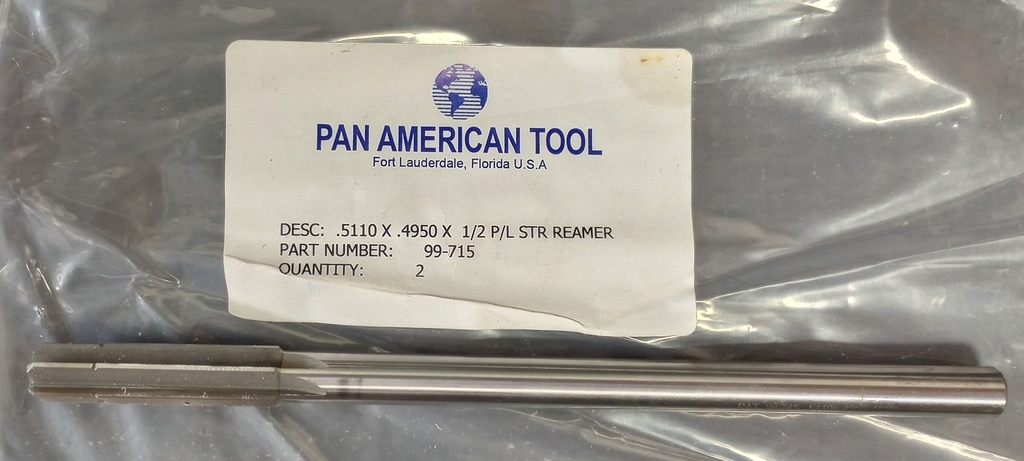 PAN AMERICAN TOOL
Fort Lauderdale, Florida U.S.A
DESC: .5110 X .4950 X 1/2 P/L STR REAMER
PART NUMBER: 99-715
QUANTITY: 2